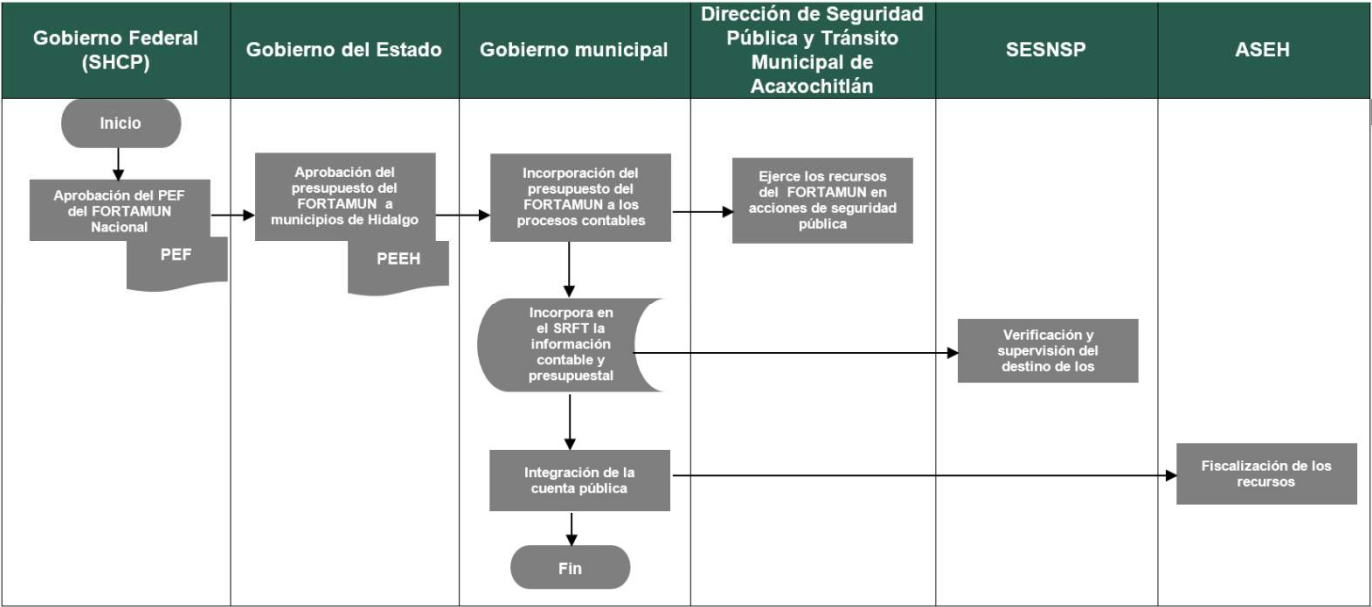 Gobierno Federal
(SHCP)
Gobierno del Estado
Gobierno municipal
Dirección de Seguridad
Pública y Tránsito
Municipal de
Acaxochitlán
SESNSP
ASEH
Inicio
Aprobación del PEF
del FORTAMUN
Nacional
PEF
Aprobación del
presupuesto del
FORTAMUN a
municipios de Hidalgo
PEEH
Incorporación del
presupuesto del
FORTAMUN a los
procesos contables
Ejerce los recursos
del FORTAMUN en
acciones de seguridad
pública
Incorpora en
el SRFT la
información
contable y
presupuestal
Verificación y
supervisión del
destino de los
Integración de la
cuenta pública
Fiscalización de los
recursos
Fin